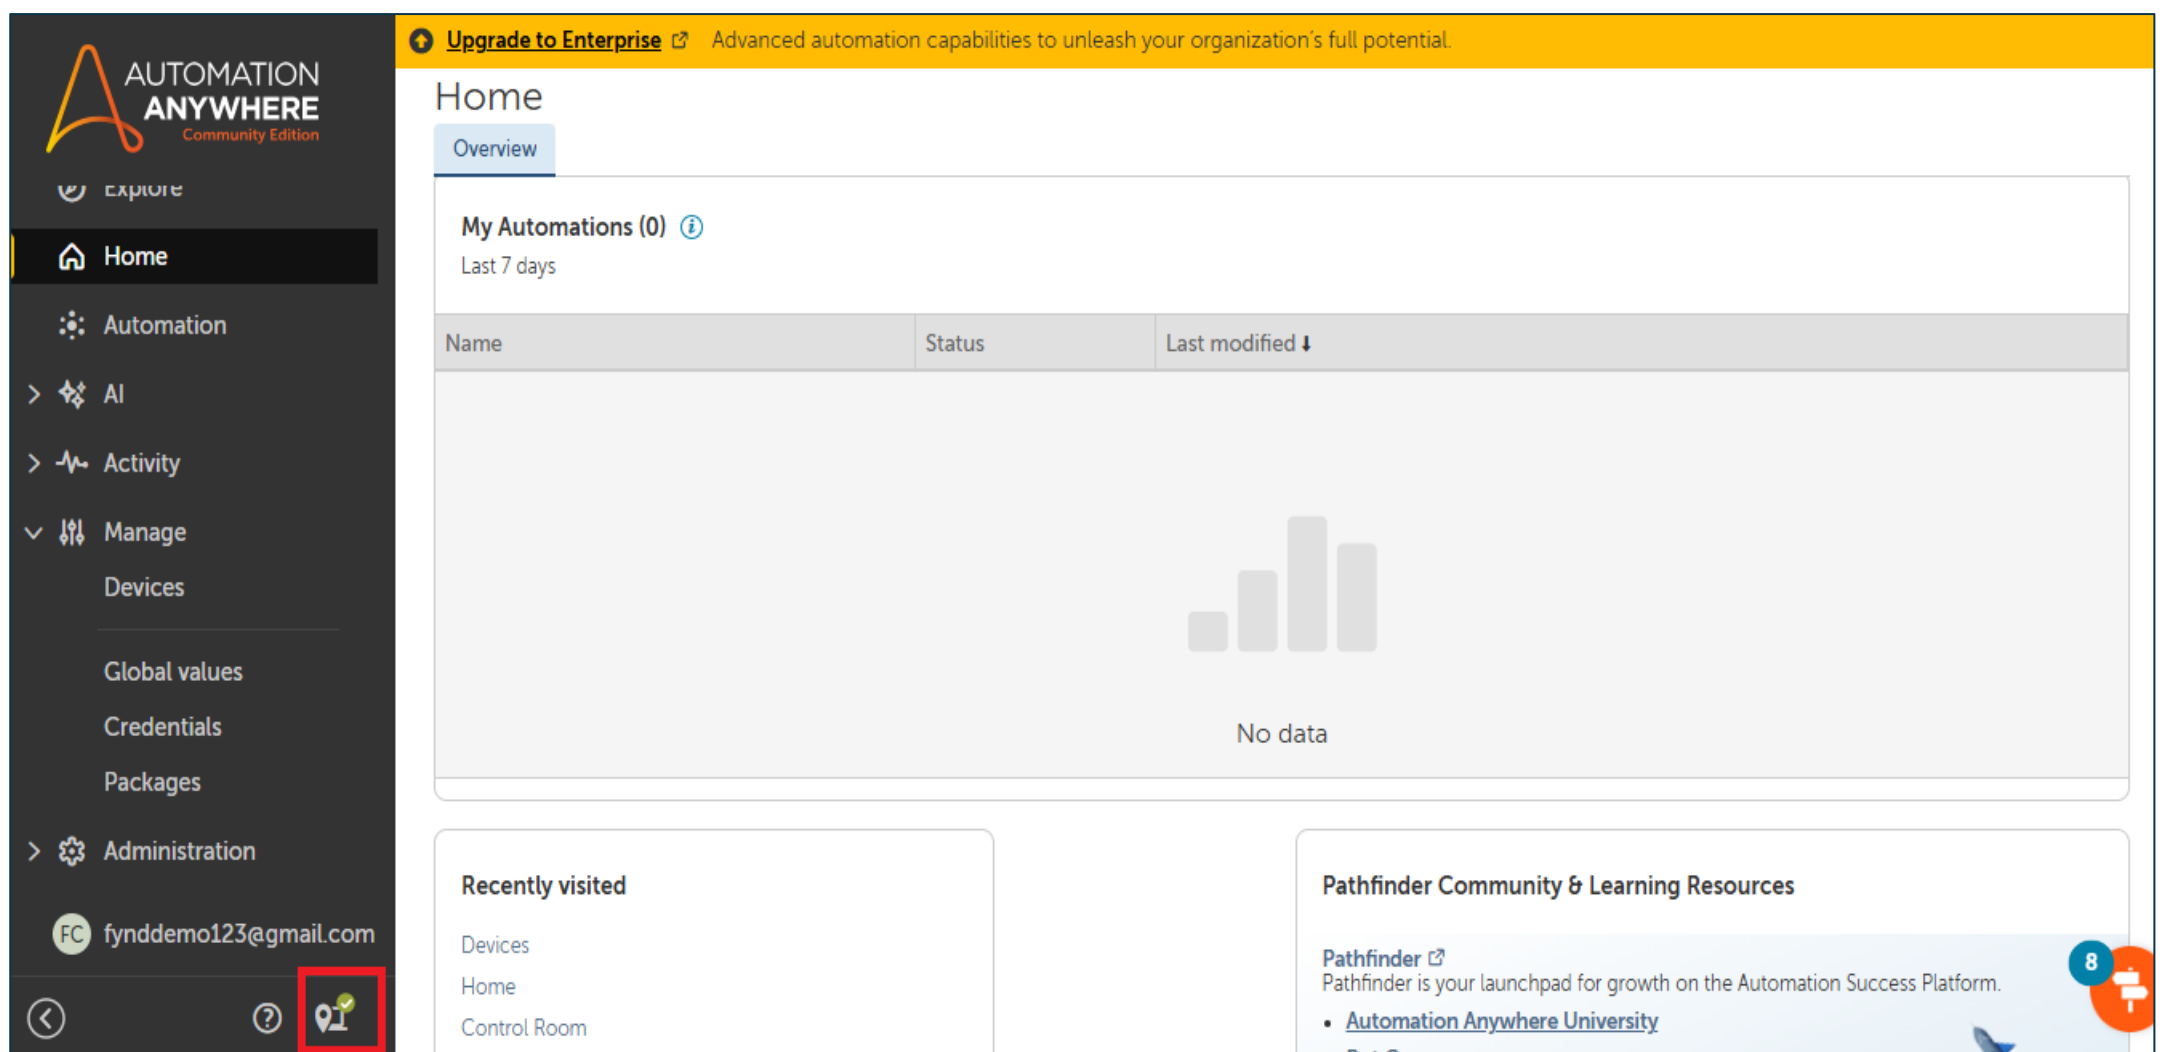 Upgrade to Enterprise Advanced automation capabilities to unleash your organization's full potential.
AUTOMATION
ANYWHERE
Community Edition
Explore
Home
Automation
AI
Activity
Manage
Devices
Global values
Credentials
Packages
Administration
FC fynddemo123@gmail.com
Home
Overview
My Automations (0)
Last 7 days
Name Status Last modified
No data
Recently visited
Devices
Home
Control Room
Pathfinder Community & Learning Resources
Pathfinder
Pathfinder is your launchpad for growth on the Automation Success Platform.
• Automation Anywhere University
8